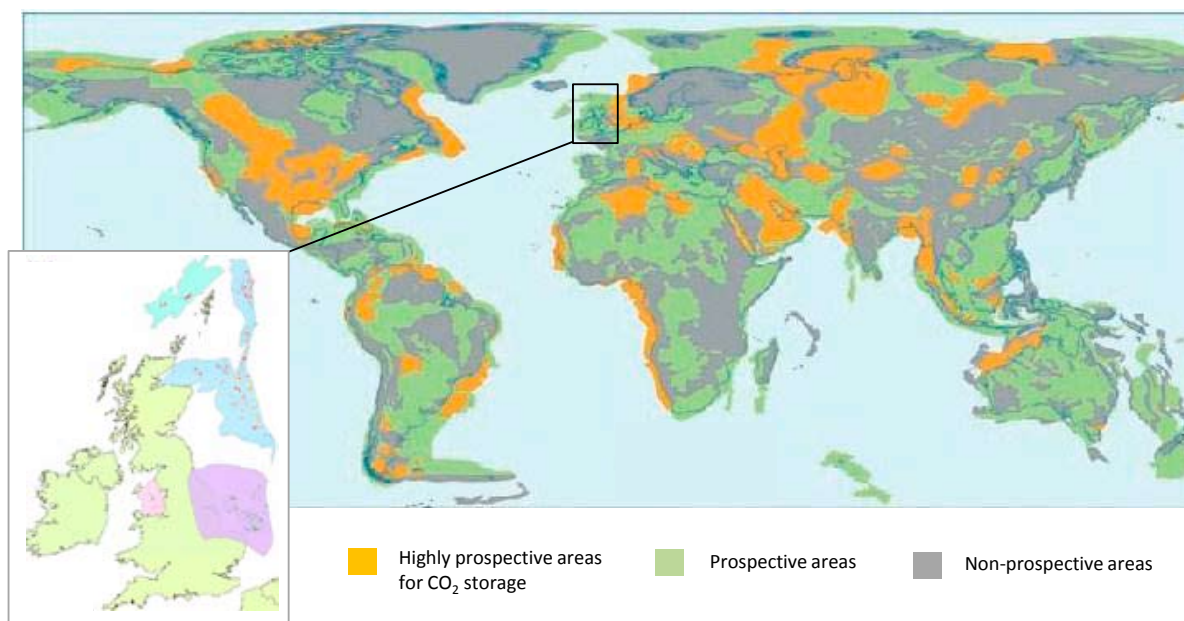 Highly prospective areas
for CO₂ storage
Prospective areas
Non-prospective areas